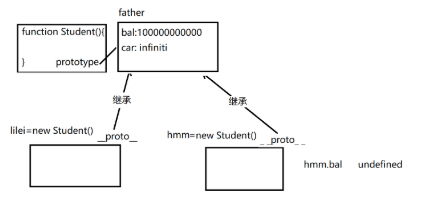 father
function Student(){
bal:100000000000
car: infiniti
} prototype
继承
继承
lilei=new Student()
__proto__
hmm=new Student()
__proto__
hmm.bal undefined